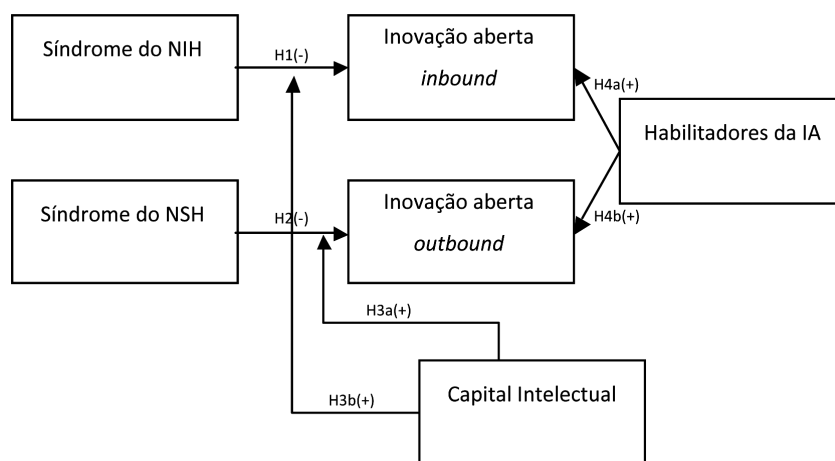 Síndrome do NIH
H1(-)
Inovação aberta
inbound
H4a(+)
Habilitadores da IA
Síndrome do NSH
H2(-)
Inovação aberta
outbound
H4b(+)
H3a(+)
Capital Intelectual
H3b(+)